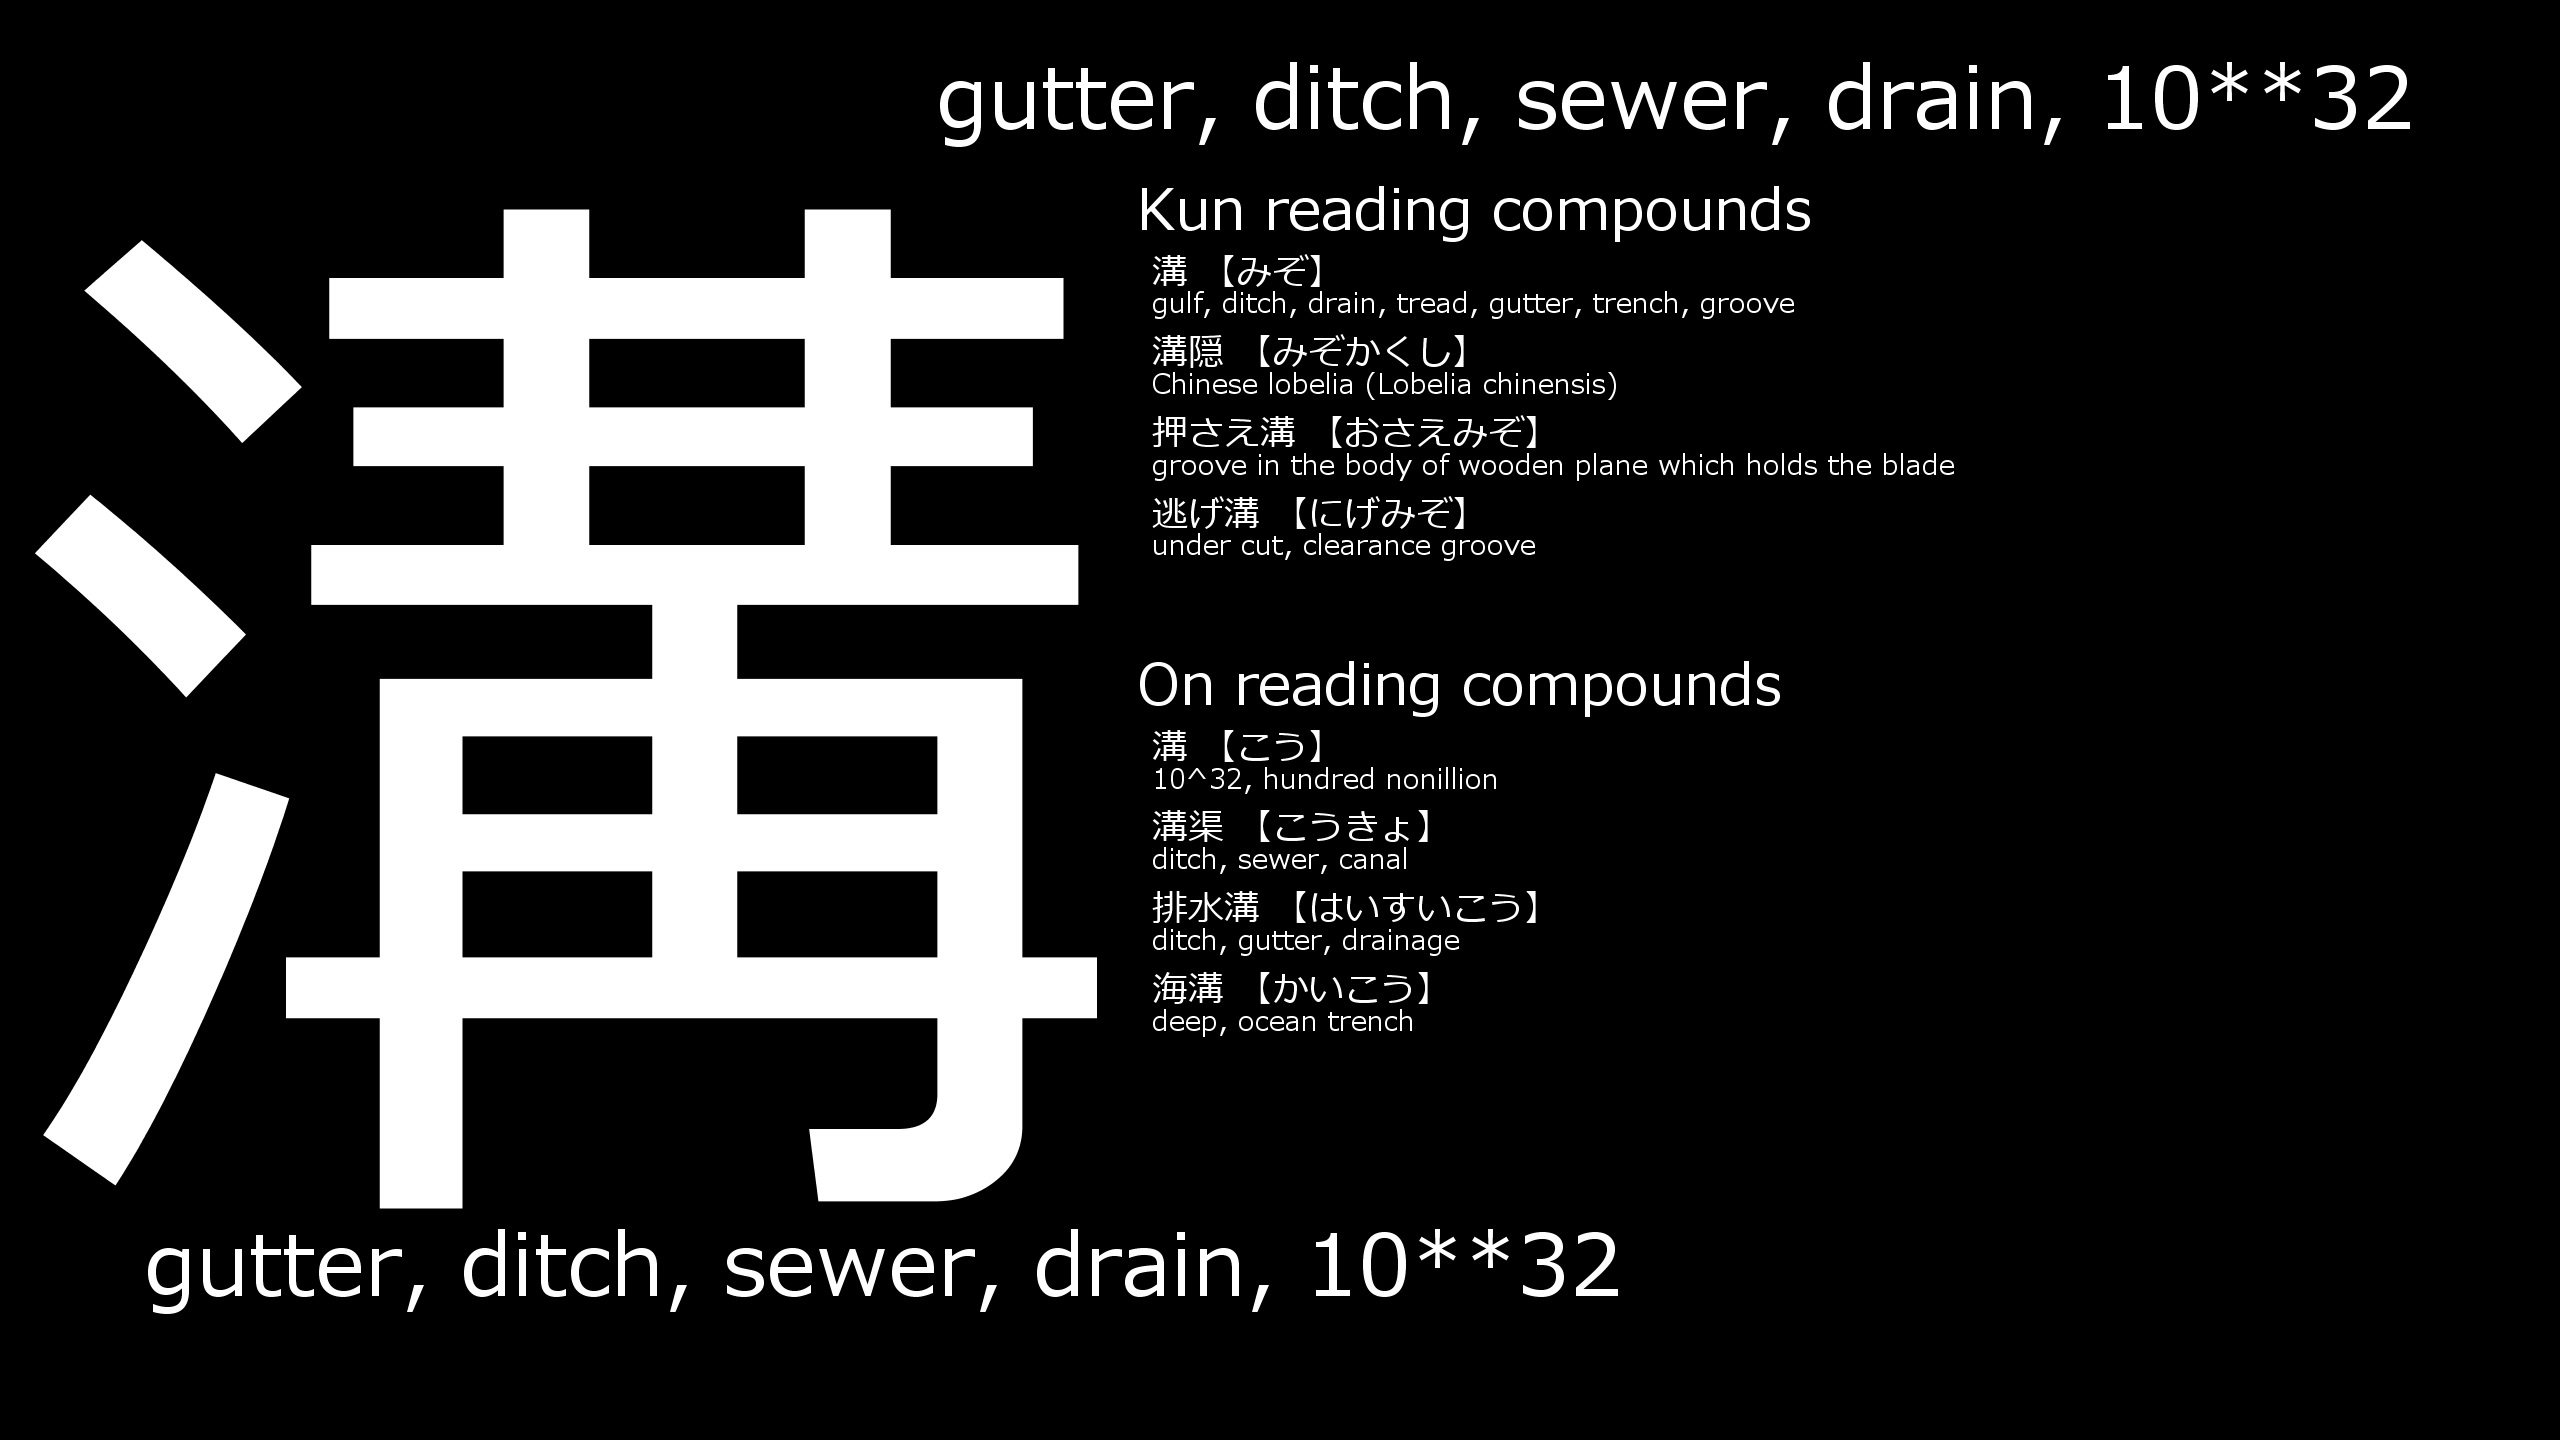 gutter, ditch, sewer, drain, 10**32
溝
Kun reading compounds
溝 【みぞ】
gulf, ditch, drain, tread, gutter, trench, groove
溝隠 【みぞかくし】
Chinese lobelia (Lobelia chinensis)
押さえ溝 【おさえみぞ】
groove in the body of wooden plane which holds the blade
逃げ溝 【にげみぞ】
under cut, clearance groove
On reading compounds
溝 【こう】
10^32, hundred nonillion
溝渠 【こうきょ】
ditch, sewer, canal
排水溝 【はいすいこう】
ditch, gutter, drainage
海溝 【かいこう】
deep, ocean trench
gutter, ditch, sewer, drain, 10**32